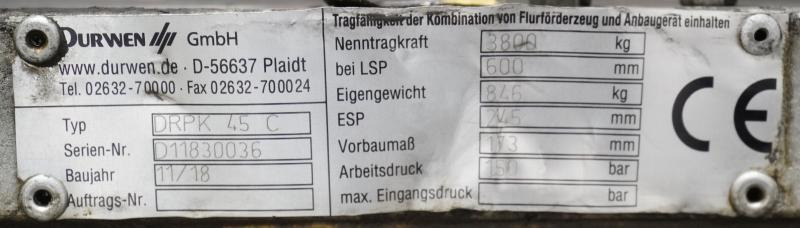 DURWEN GmbH
www.durwen.de · D-56637 Plaidt
Tel. 02632-70000 · Fax 02632-700024
Typ DRPK 45 C
Serien-Nr. D11830036
Baujahr 11/18
Auftrags-Nr.
Tragfähigkeit der Kombination von Flurförderzeug und Anbaugerät einhalten
Nenntragkraft 3800 kg
bei LSP 600 mm
Eigengewicht 846 kg
ESP 245 mm
Vorbaumaß 173 mm
Arbeitsdruck 150 bar
max. Eingangsdruck bar
CE